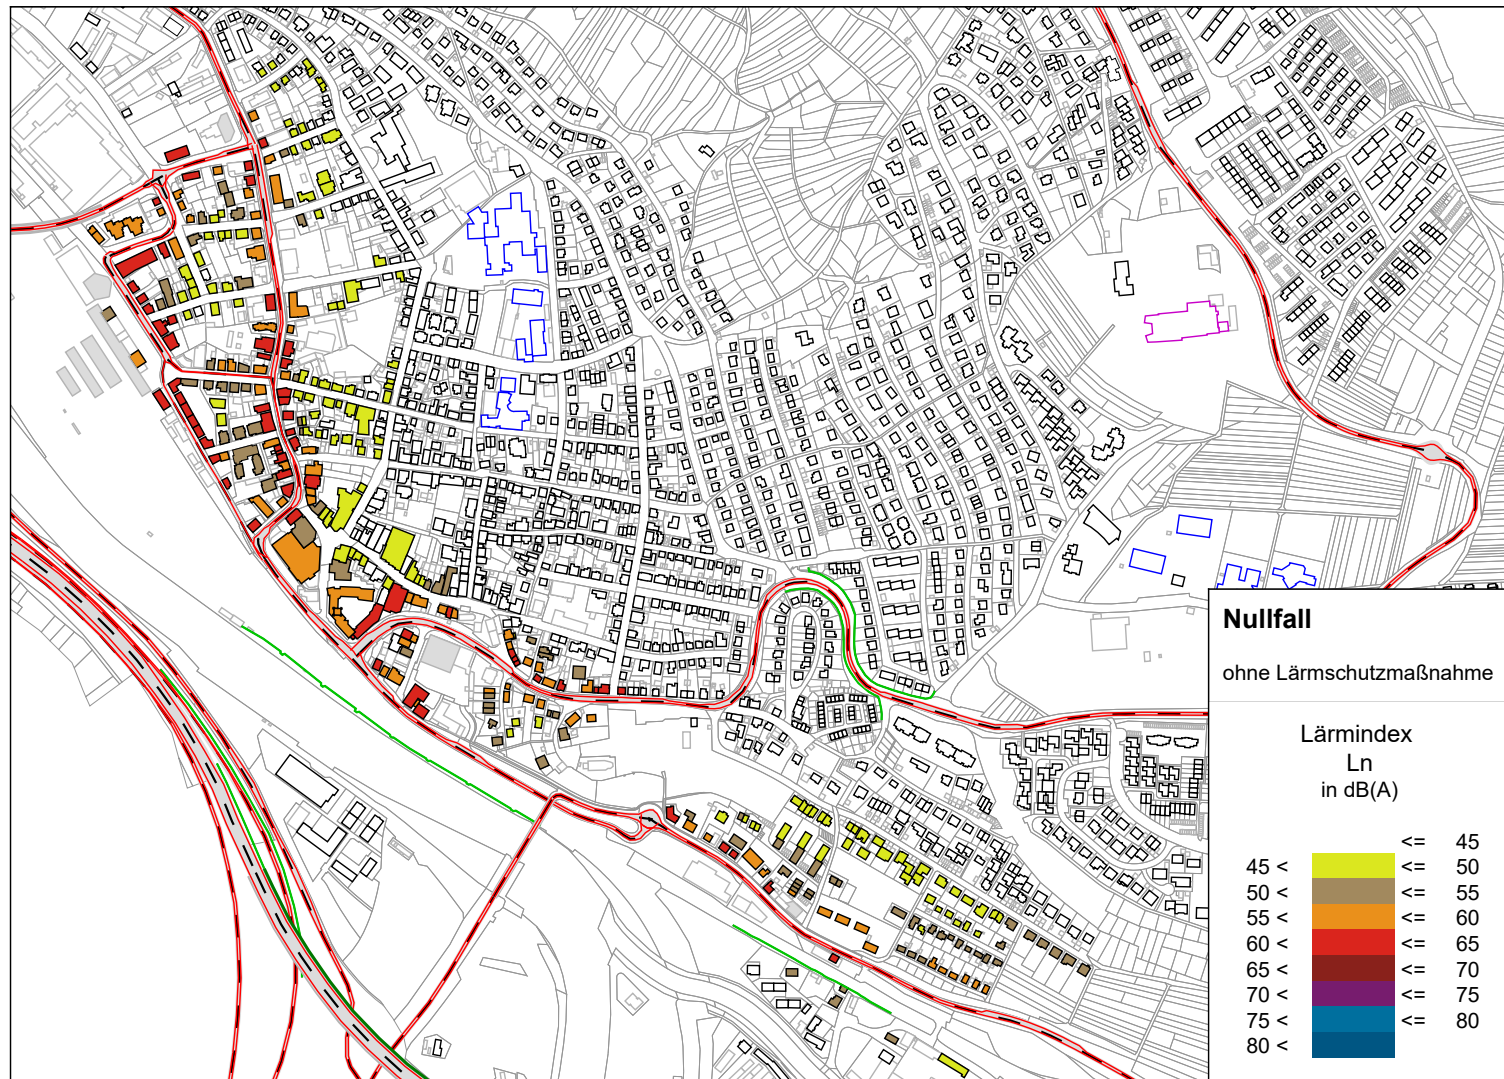 Nullfall
ohne Lärmschutzmaßnahme
Lärmindex
Ln
in dB(A)
<= 45
45 < <= 50
50 < <= 55
55 < <= 60
60 < <= 65
65 < <= 70
70 < <= 75
75 < <= 80
80 <